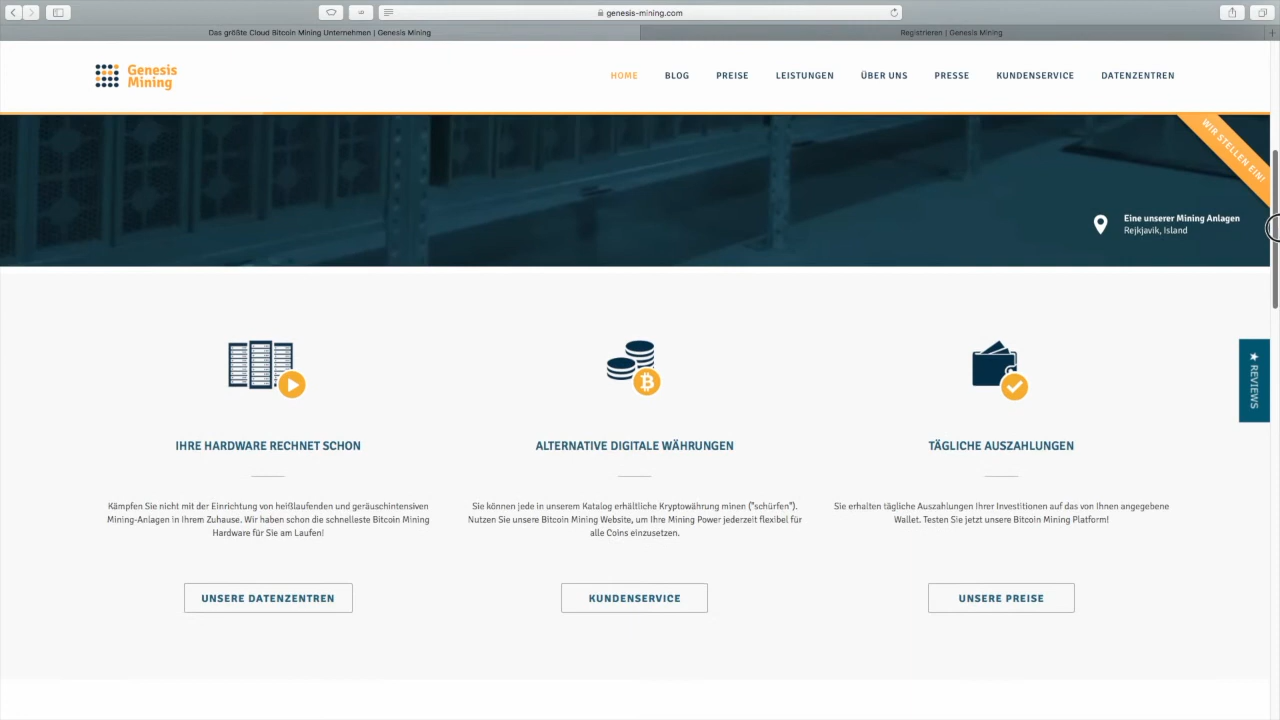 genesis-mining.com
Das größte Cloud Bitcoin Mining Unternehmen | Genesis Mining
Registrieren | Genesis Mining
Genesis
Mining
HOME
BLOG
PREISE
LEISTUNGEN
ÜBER UNS
PRESSE
KUNDENSERVICE
DATENZENTREN
WIR STELLEN EIN!
Eine unserer Mining Anlagen
Rejkjavik, Island
★ REVIEWS
IHRE HARDWARE RECHNET SCHON
Kämpfen Sie nicht mit der Einrichtung von heißlaufenden und geräuschintensiven
Mining-Anlagen in Ihrem Zuhause. Wir haben schon die schnelleste Bitcoin Mining
Hardware für Sie am Laufen!
UNSERE DATENZENTREN
ALTERNATIVE DIGITALE WÄHRUNGEN
Sie können jede in unserem Katalog erhältliche Kryptowährung minen ("schürfen").
Nutzen Sie unsere Bitcoin Mining Website, um Ihre Mining Power jederzeit flexibel für
alle Coins einzusetzen.
KUNDENSERVICE
TÄGLICHE AUSZAHLUNGEN
Sie erhalten tägliche Auszahlungen Ihrer Investitionen auf das von Ihnen angegebene
Wallet. Testen Sie jetzt unsere Bitcoin Mining Platform!
UNSERE PREISE